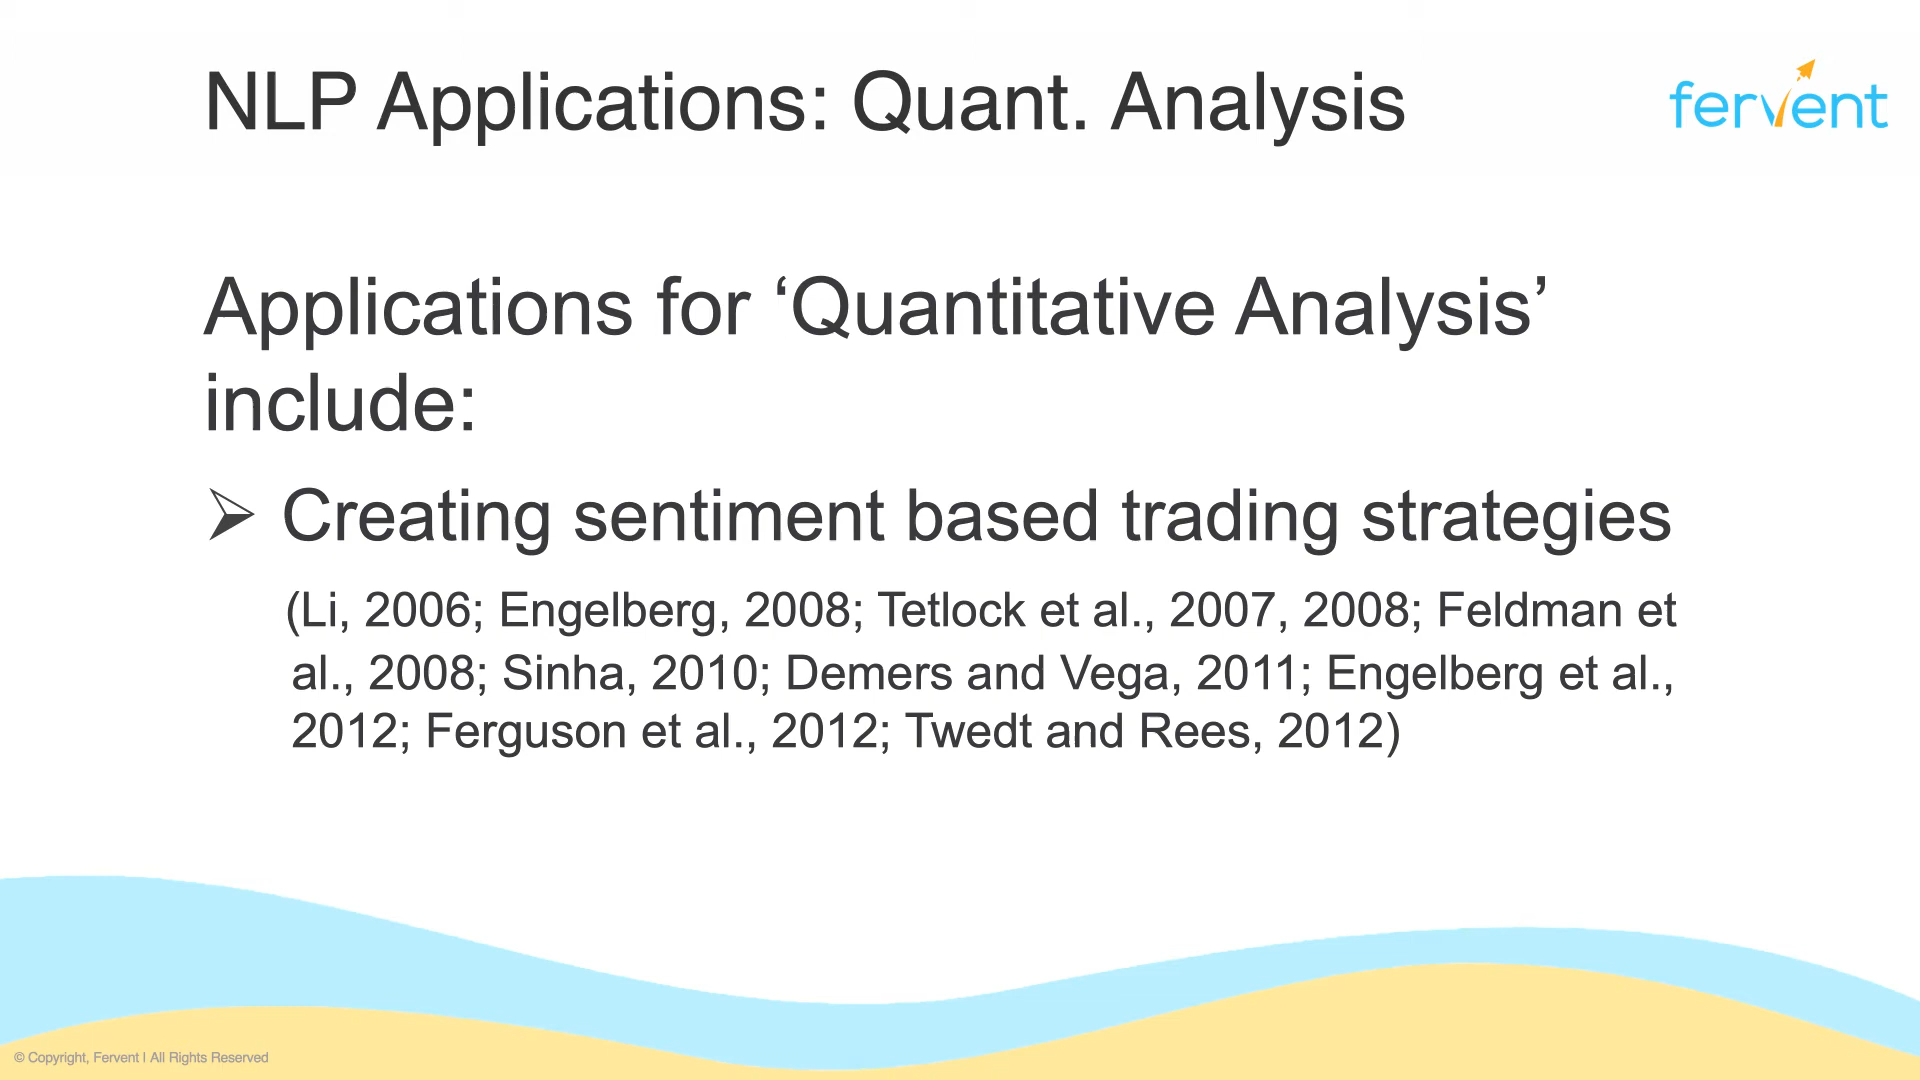 NLP Applications: Quant. Analysis
fervent
Applications for ‘Quantitative Analysis’
include:
➢ Creating sentiment based trading strategies
(Li, 2006; Engelberg, 2008; Tetlock et al., 2007, 2008; Feldman et
al., 2008; Sinha, 2010; Demers and Vega, 2011; Engelberg et al.,
2012; Ferguson et al., 2012; Twedt and Rees, 2012)
© Copyright, Fervent | All Rights Reserved